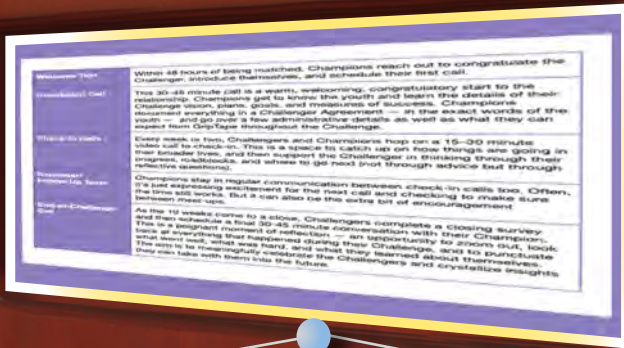 Welcome Text
Within 48 hours of being matched, Champions reach out to congratulate the
Challenger, introduce themselves, and schedule their first call.
Call
This 30-45 minute call is a warm, welcoming, congratulatory start to the
relationship. Champions get to know the youth and learn the details of their
Challenge vision, plans, goals, and measures of success. Champions
document everything in a Challenger Agreement — in the exact words of the
youth — and go over a few administrative details as well as what they can
expect from GripTape throughout the Challenge.
Check-in Calls
Every week or two, Challengers and Champions hop on a 15-30 minute
video call to check-in. This is a space to catch up on how things are going in
their broader lives, and then support the Challenger in thinking through their
progress, roadblocks, and where to go next (not through advice but through
reflective questions).
Champions stay in regular communication between check-in calls too. Often,
it's just expressing excitement for the next call and checking to make sure
the time still works. But it can also be the extra bit of encouragement
between meet-ups.
End-of-Challenge
Call
As the 10 weeks come to a close, Challengers complete a closing survey
and then schedule a final 30-45 minute conversation with their Champion.
This is a poignant moment of reflection — an opportunity to zoom out, look
back at everything that happened during their Challenge, and to punctuate
what went well, what was hard, and what they learned about themselves.
The aim is to meaningfully celebrate the Challengers and crystallize insights
they can take with them into the future.